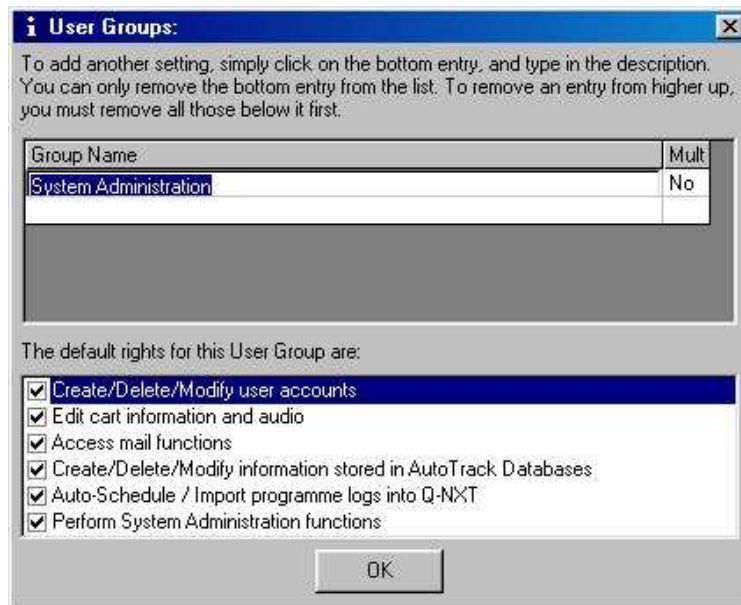 i User Groups:
To add another setting, simply click on the bottom entry, and type in the description.
You can only remove the bottom entry from the list. To remove an entry from higher up,
you must remove all those below it first.
Group Name Mult
System Administration No
The default rights for this User Group are:
Create/Delete/Modify user accounts
Edit cart information and audio
Access mail functions
Create/Delete/Modify information stored in AutoTrack Databases
Auto-Schedule / Import programme logs into Q-NXT
Perform System Administration functions
OK